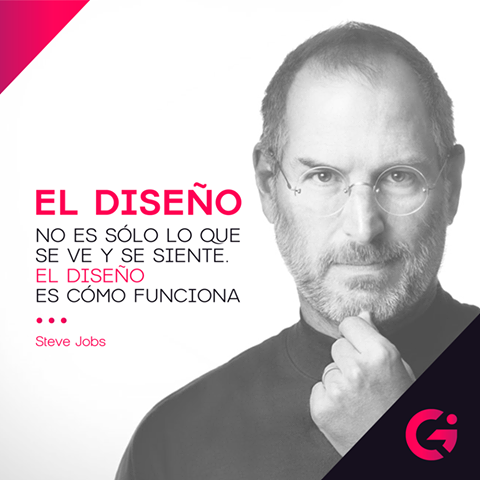 EL DISEÑO
NO ES SÓLO LO QUE
SE VE Y SE SIENTE.
EL DISEÑO
ES CÓMO FUNCIONA
...
Steve Jobs